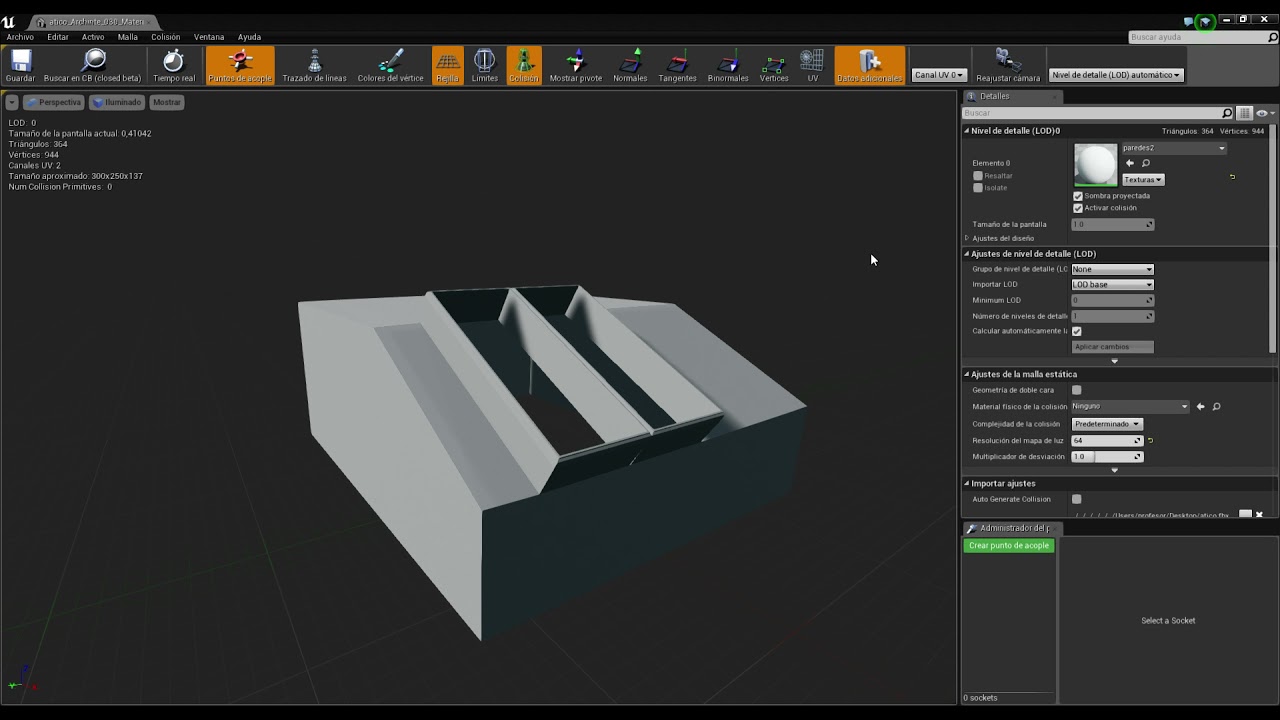 atico_Archinte_030_Materi
Archivo Editar Activo Malla Colisión Ventana Ayuda
Buscar ayuda
Guardar
Buscar en CB (closed beta)
Tiempo real
Puntos de acople
Trazado de líneas
Colores del vértice
Rejilla
Límites
Colisión
Mostrar pivote
Normales
Tangentes
Binormales
Vértices
UV
Datos adicionales
Canal UV 0
Reajustar cámara
Nivel de detalle (LOD) automático
Perspectiva
Iluminado
Mostrar
LOD: 0
Tamaño de la pantalla actual: 0,41042
Triángulos: 364
Vértices: 944
Canales UV: 2
Tamaño aproximado: 300x250x137
Num Collision Primitives: 0
Detalles
Buscar
Nivel de detalle (LOD)0 Triángulos: 364 Vértices: 944
Elemento 0
Resaltar
Isolate
paredes2
Texturas
Sombra proyectada
Activar colisión
Tamaño de la pantalla 1.0
Ajustes del diseño
Ajustes de nivel de detalle (LOD)
Grupo de nivel de detalle (LO None
Importar LOD LOD base
Minimum LOD 0
Número de niveles de detall 1
Calcular automáticamente l
Aplicar cambios
Ajustes de la malla estática
Geometría de doble cara
Material físico de la colisión Ninguno
Complejidad de la colisión Predeterminado
Resolución del mapa de luz 64
Multiplicador de desviación 1.0
Importar ajustes
Auto Generate Collision
/Users/profesor/Desktop/atico.fbx
Administrador del p
Crear punto de acople
Select a Socket
0 sockets
Z